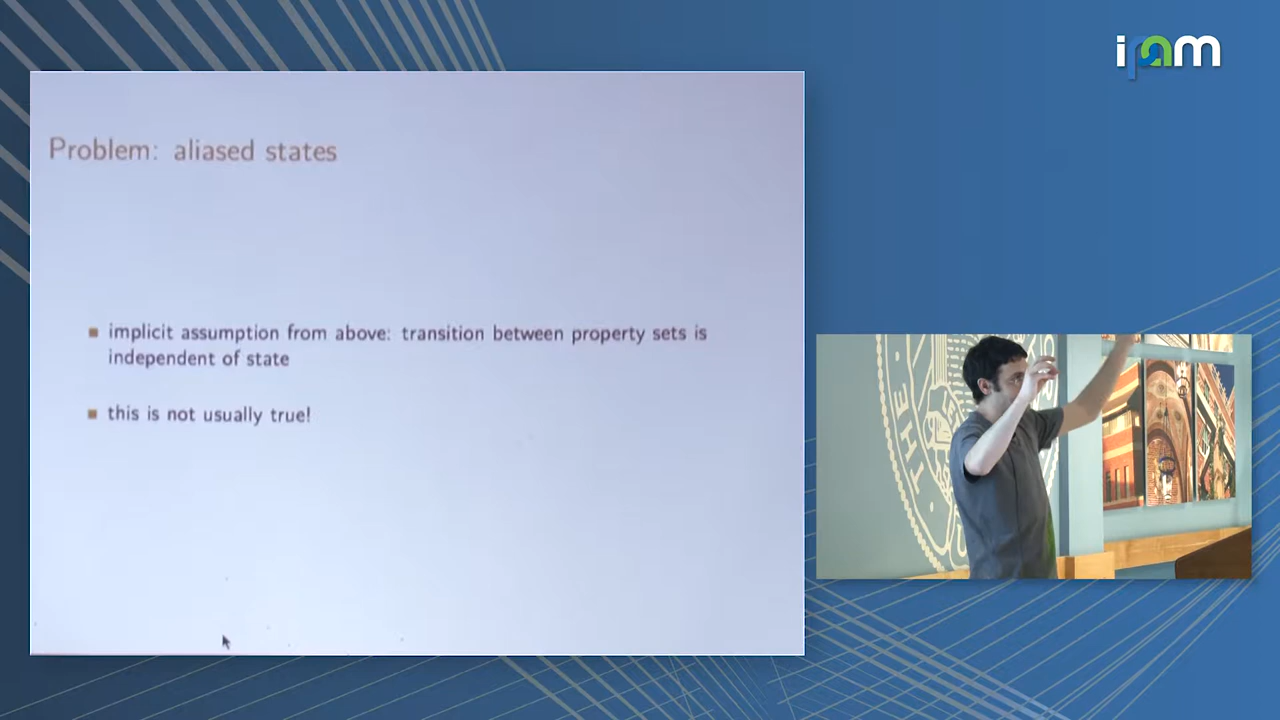 ipam
Problem: aliased states
■ implicit assumption from above: transition between property sets is
independent of state
■ this is not usually true!
THE